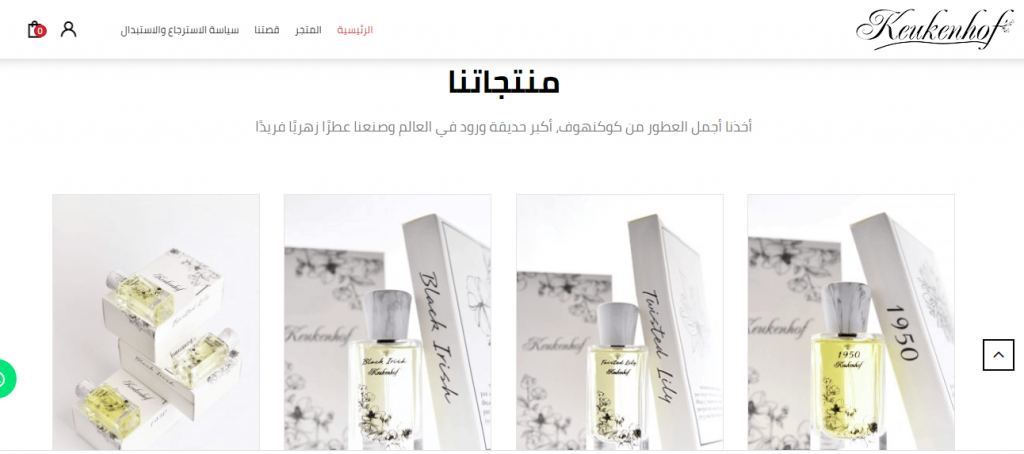 Keukenhof
الرئيسية
المتجر
قصتنا
سياسة الاسترجاع والاستبدال
0
منتجاتنا
أخذنا أجمل العطور من كوكنهوف، أكبر حديقة ورود في العالم وصنعنا عطرًا زهريًا فريدًا
1950
Keukenhof
1950
Keukenhof
Twisted Lily
Keukenhof
Twisted Lily
Keukenhof
Black Irish
Keukenhof
Black Irish
Keukenhof